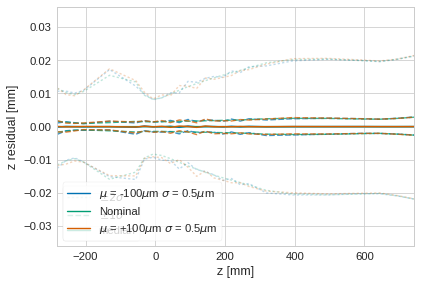 0.03
0.02
0.01
0.00
−0.01
−0.02
−0.03
z residual [mm]
μ = -100μm σ = 0.5μm
Nominal
μ = +100μm σ = 0.5μm
−200 0 200 400 600
z [mm]